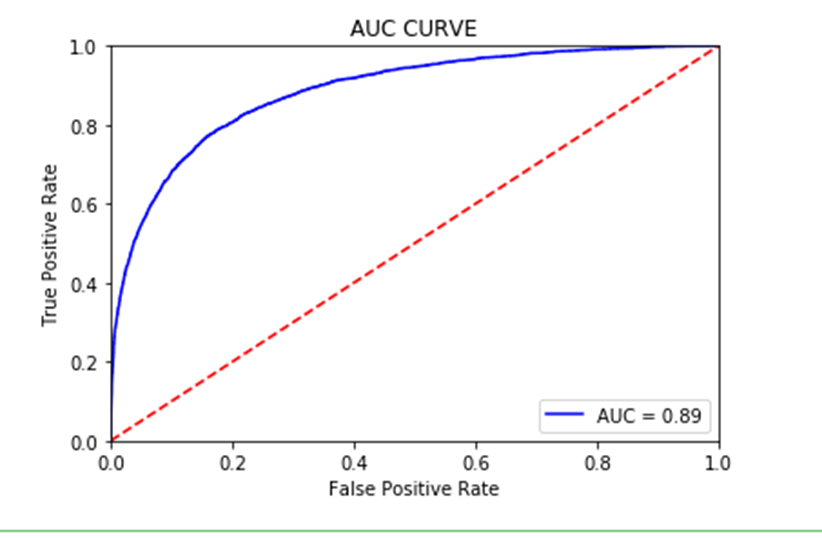 AUC CURVE
1.0
0.8
0.6
0.4
0.2
0.0
True Positive Rate
AUC = 0.89
0.0 0.2 0.4 0.6 0.8 1.0
False Positive Rate